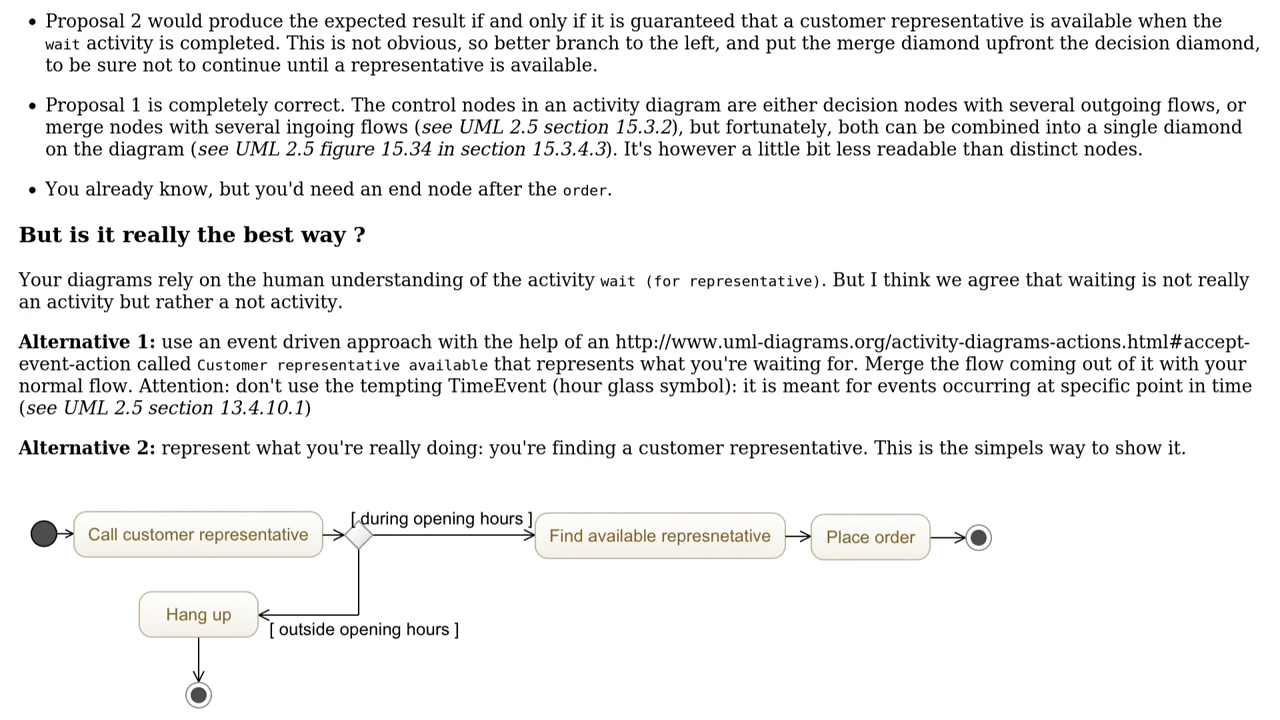 • Proposal 2 would produce the expected result if and only if it is guaranteed that a customer representative is available when the
wait activity is completed. This is not obvious, so better branch to the left, and put the merge diamond upfront the decision diamond,
to be sure not to continue until a representative is available.
• Proposal 1 is completely correct. The control nodes in an activity diagram are either decision nodes with several outgoing flows, or
merge nodes with several ingoing flows (see UML 2.5 section 15.3.2), but fortunately, both can be combined into a single diamond
on the diagram (see UML 2.5 figure 15.34 in section 15.3.4.3). It's however a little bit less readable than distinct nodes.
• You already know, but you'd need an end node after the order.
But is it really the best way ?
Your diagrams rely on the human understanding of the activity wait (for representative). But I think we agree that waiting is not really
an activity but rather a not activity.
Alternative 1: use an event driven approach with the help of an http://www.uml-diagrams.org/activity-diagrams-actions.html#accept-
event-action called Customer representative available that represents what you're waiting for. Merge the flow coming out of it with your
normal flow. Attention: don't use the tempting TimeEvent (hour glass symbol): it is meant for events occurring at specific point in time
(see UML 2.5 section 13.4.10.1)
Alternative 2: represent what you're really doing: you're finding a customer representative. This is the simpels way to show it.
[ during opening hours ]
Call customer representative
Find available represnetative
Place order
Hang up
[ outside opening hours ]